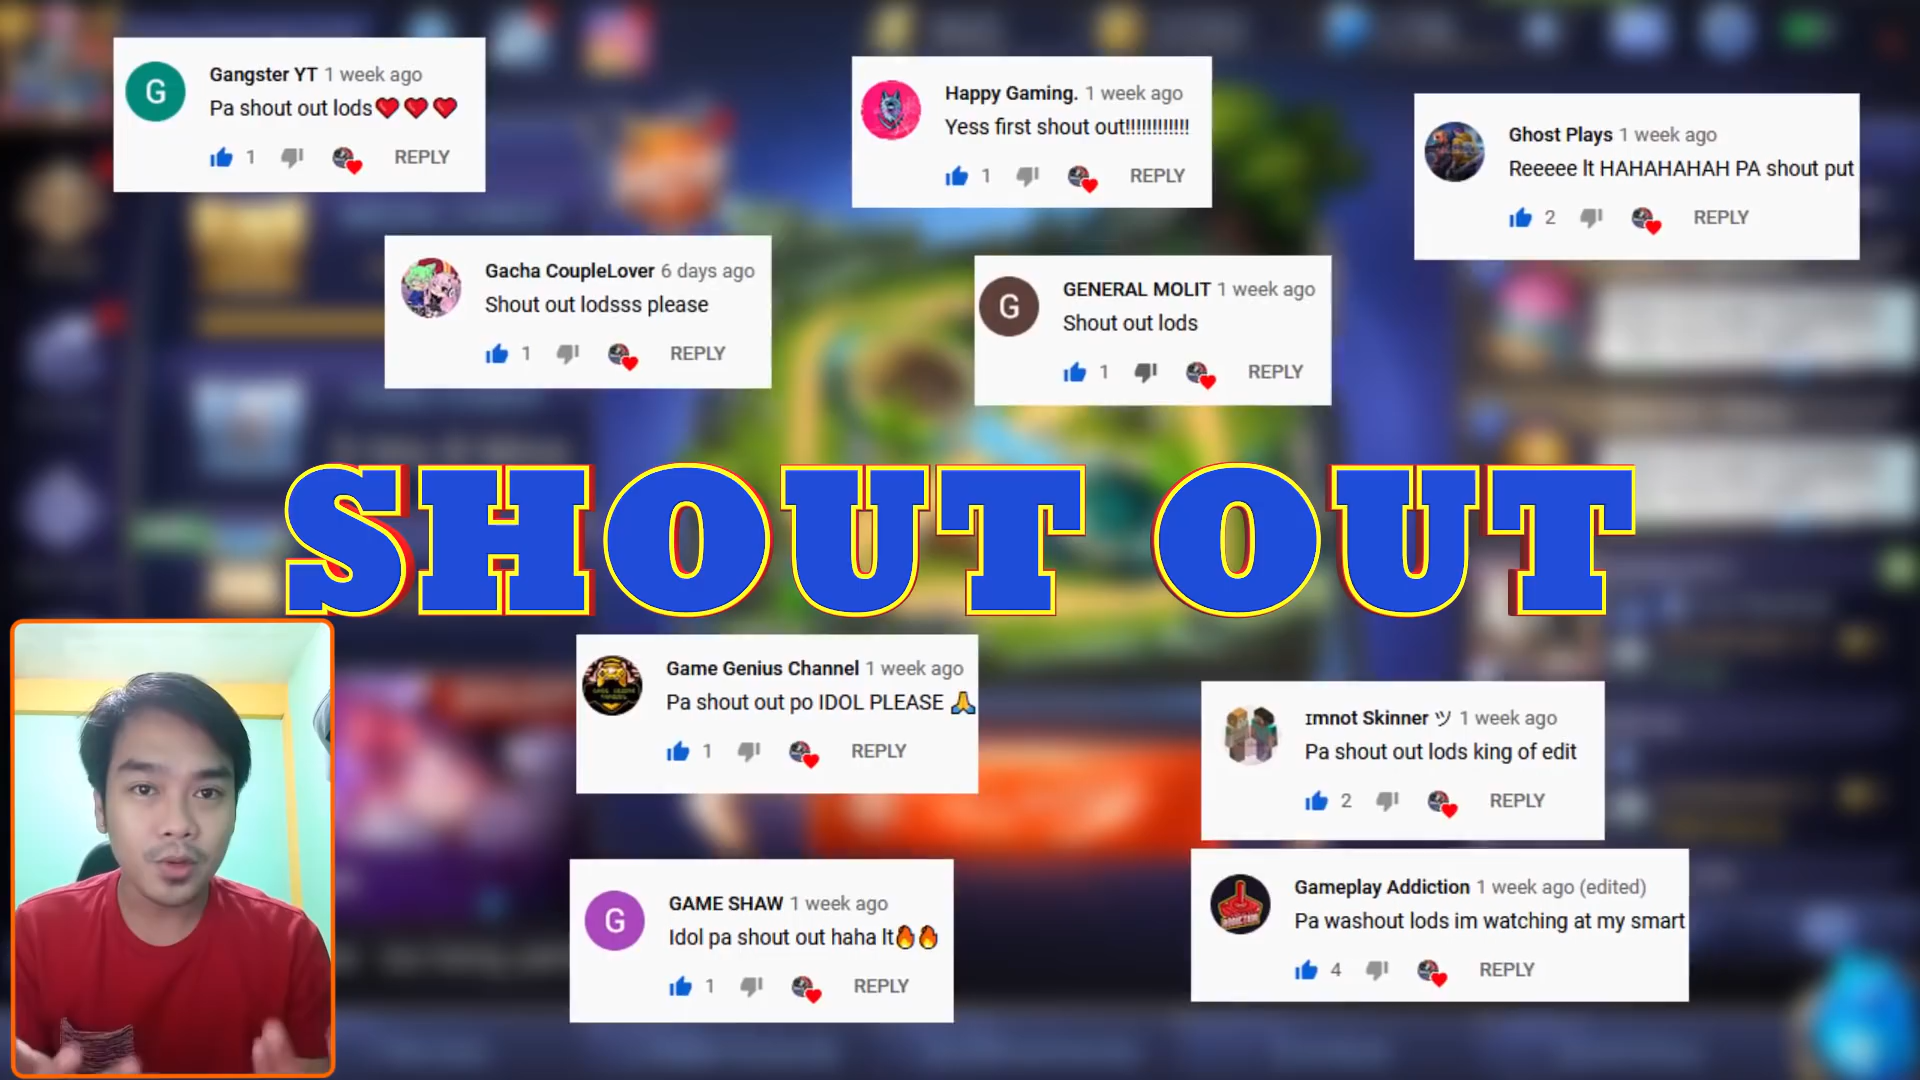 Gangster YT 1 week ago
Pa shout out lods❤️❤️❤️
1 REPLY
Happy Gaming. 1 week ago
Yess first shout out!!!!!!!!!!!!
1 REPLY
Ghost Plays 1 week ago
Reeeee lt HAHAHAHAH PA shout put
2 REPLY
Gacha CoupleLover 6 days ago
Shout out lodsss please
1 REPLY
G
GENERAL MOLIT 1 week ago
Shout out lods
1 REPLY
SHOUT OUT
Game Genius Channel 1 week ago
Pa shout out po IDOL PLEASE 🙏
1 REPLY
ɪmnot Skinner ツ 1 week ago
Pa shout out lods king of edit
2 REPLY
G
GAME SHAW 1 week ago
Idol pa shout out haha lt🔥🔥
1 REPLY
Gameplay Addiction 1 week ago (edited)
Pa washout lods im watching at my smart
4 REPLY